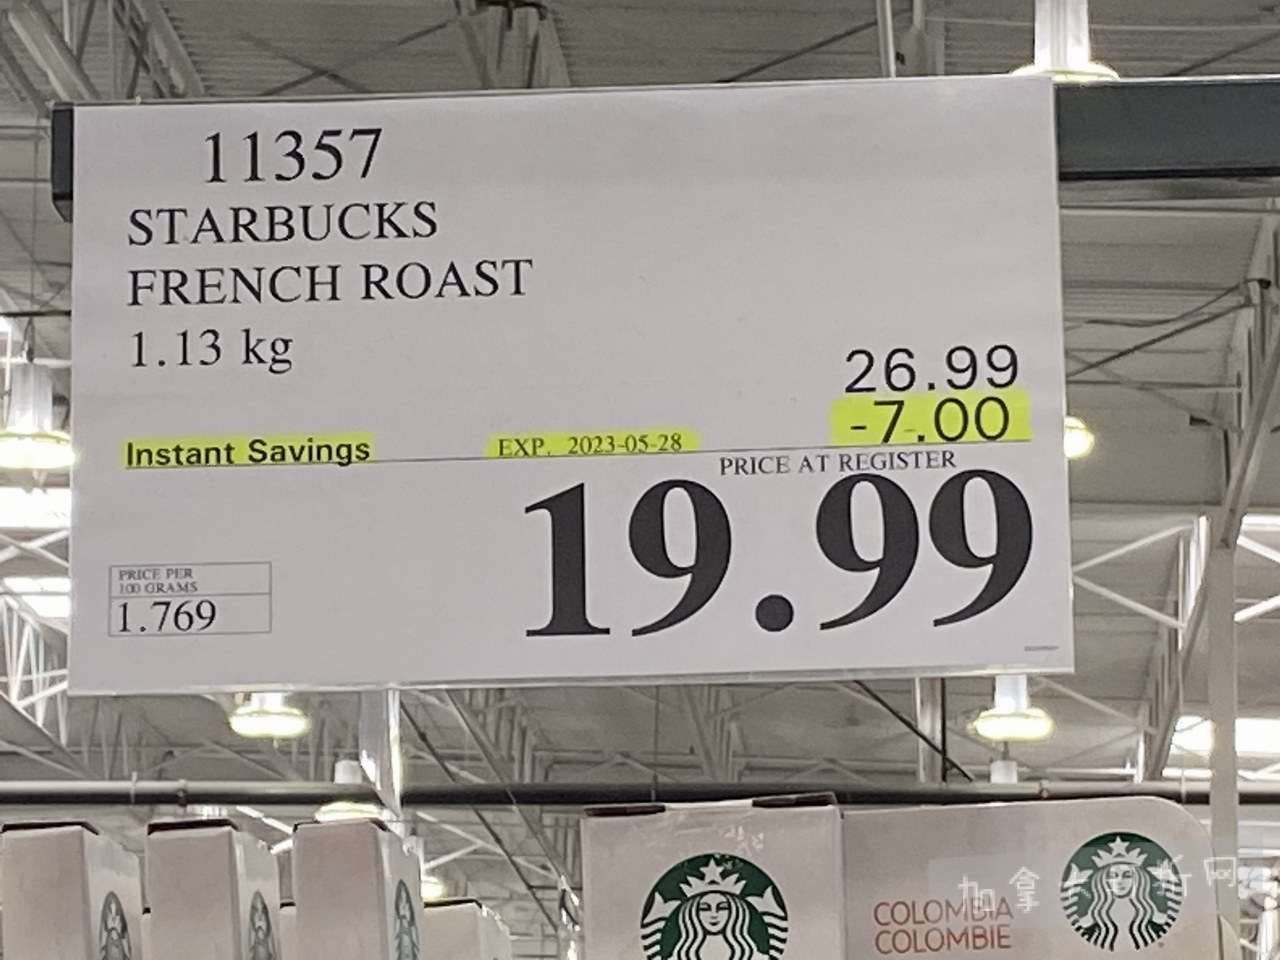 11357
STARBUCKS
FRENCH ROAST
1.13 kg
26.99
-7.00
Instant Savings EXP. 2023-05-28
PRICE AT REGISTER
19.99
PRICE PER
100 GRAMS
1.769
COLOMBIA
COLOMBIE